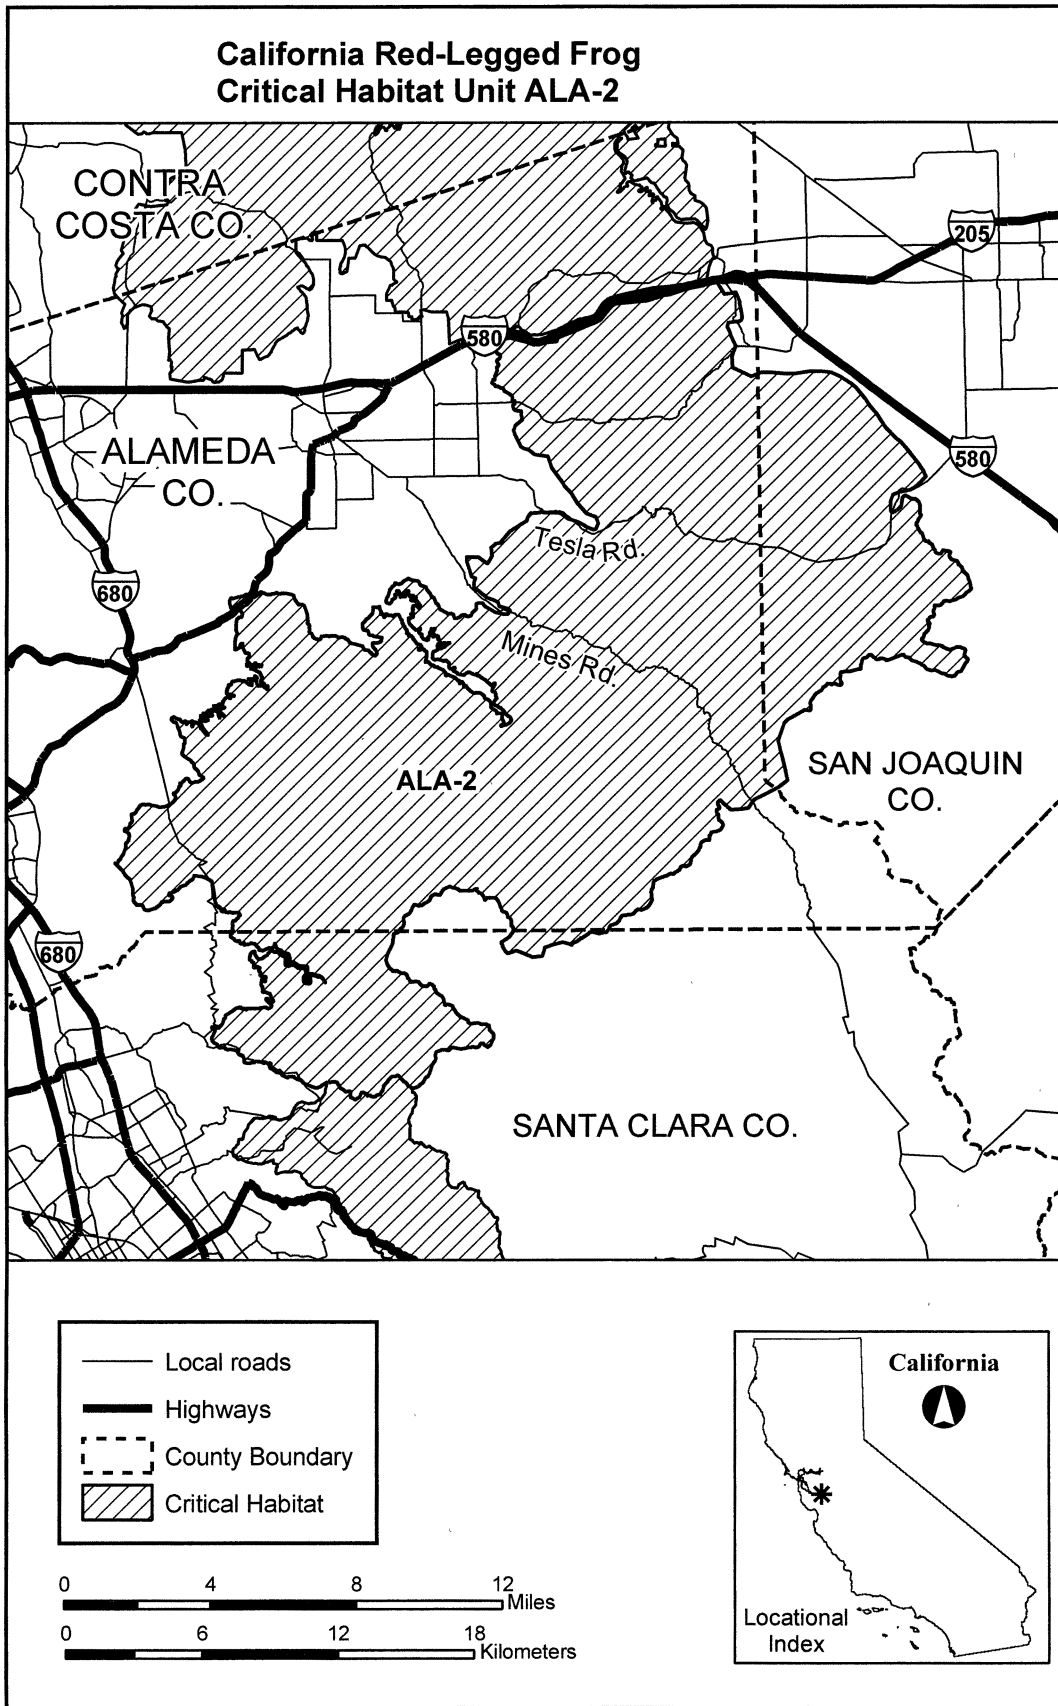 California Red-Legged Frog
Critical Habitat Unit ALA-2
CONTRA
COSTA CO.
205
580
ALAMEDA
CO.
580
Tesla Rd.
680
Mines Rd.
ALA-2
SAN JOAQUIN
CO.
680
SANTA CLARA CO.
Local roads
Highways
County Boundary
Critical Habitat
0 4 8 12
Miles
0 6 12 18
Kilometers
California
Locational
Index